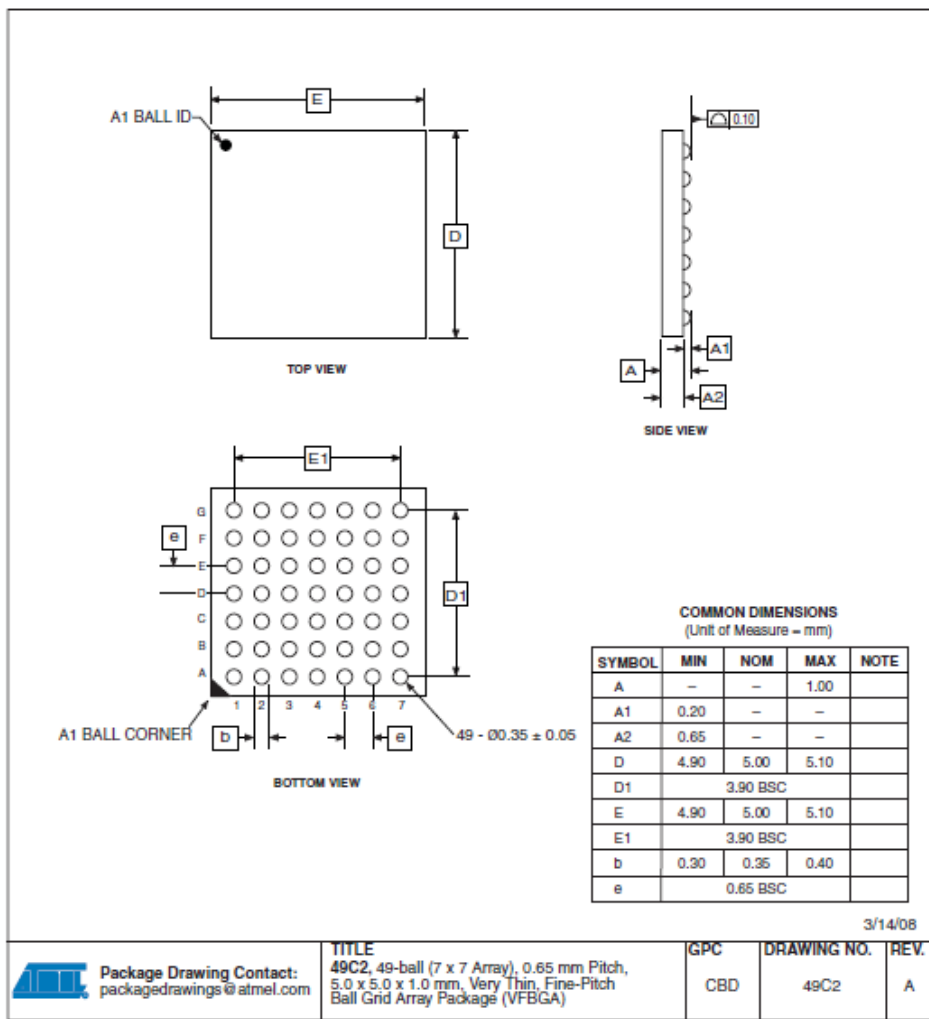 E
A1 BALL ID
0.10
D
TOP VIEW
A1
A
A2
SIDE VIEW
E1
G
F
e
E
D
D1
C
B
A
1 2 3 4 5 6 7
A1 BALL CORNER
b
e
49 - Ø0.35 ± 0.05
BOTTOM VIEW
COMMON DIMENSIONS
(Unit of Measure = mm)
SYMBOL MIN NOM MAX NOTE
A – – 1.00
A1 0.20 – –
A2 0.65 – –
D 4.90 5.00 5.10
D1 3.90 BSC
E 4.90 5.00 5.10
E1 3.90 BSC
b 0.30 0.35 0.40
e 0.65 BSC
3/14/08
Package Drawing Contact:
packagedrawings@atmel.com
TITLE
49C2, 49-ball (7 x 7 Array), 0.65 mm Pitch,
5.0 x 5.0 x 1.0 mm, Very Thin, Fine-Pitch
Ball Grid Array Package (VFBGA)
GPC
CBD
DRAWING NO.
49C2
REV.
A